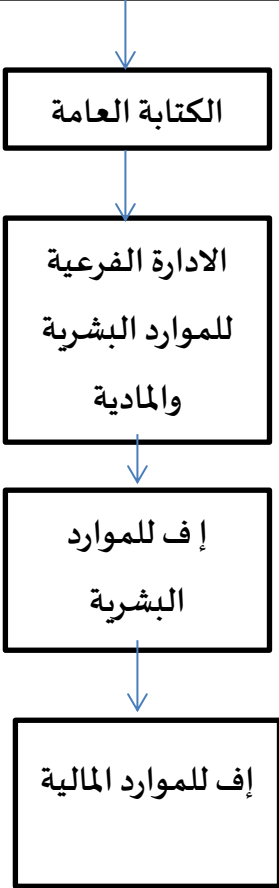 الكتابة العامة
الادارة الفرعية
للموارد البشرية
والمادية
إ ف للموارد
البشرية
إف للموارد المالية